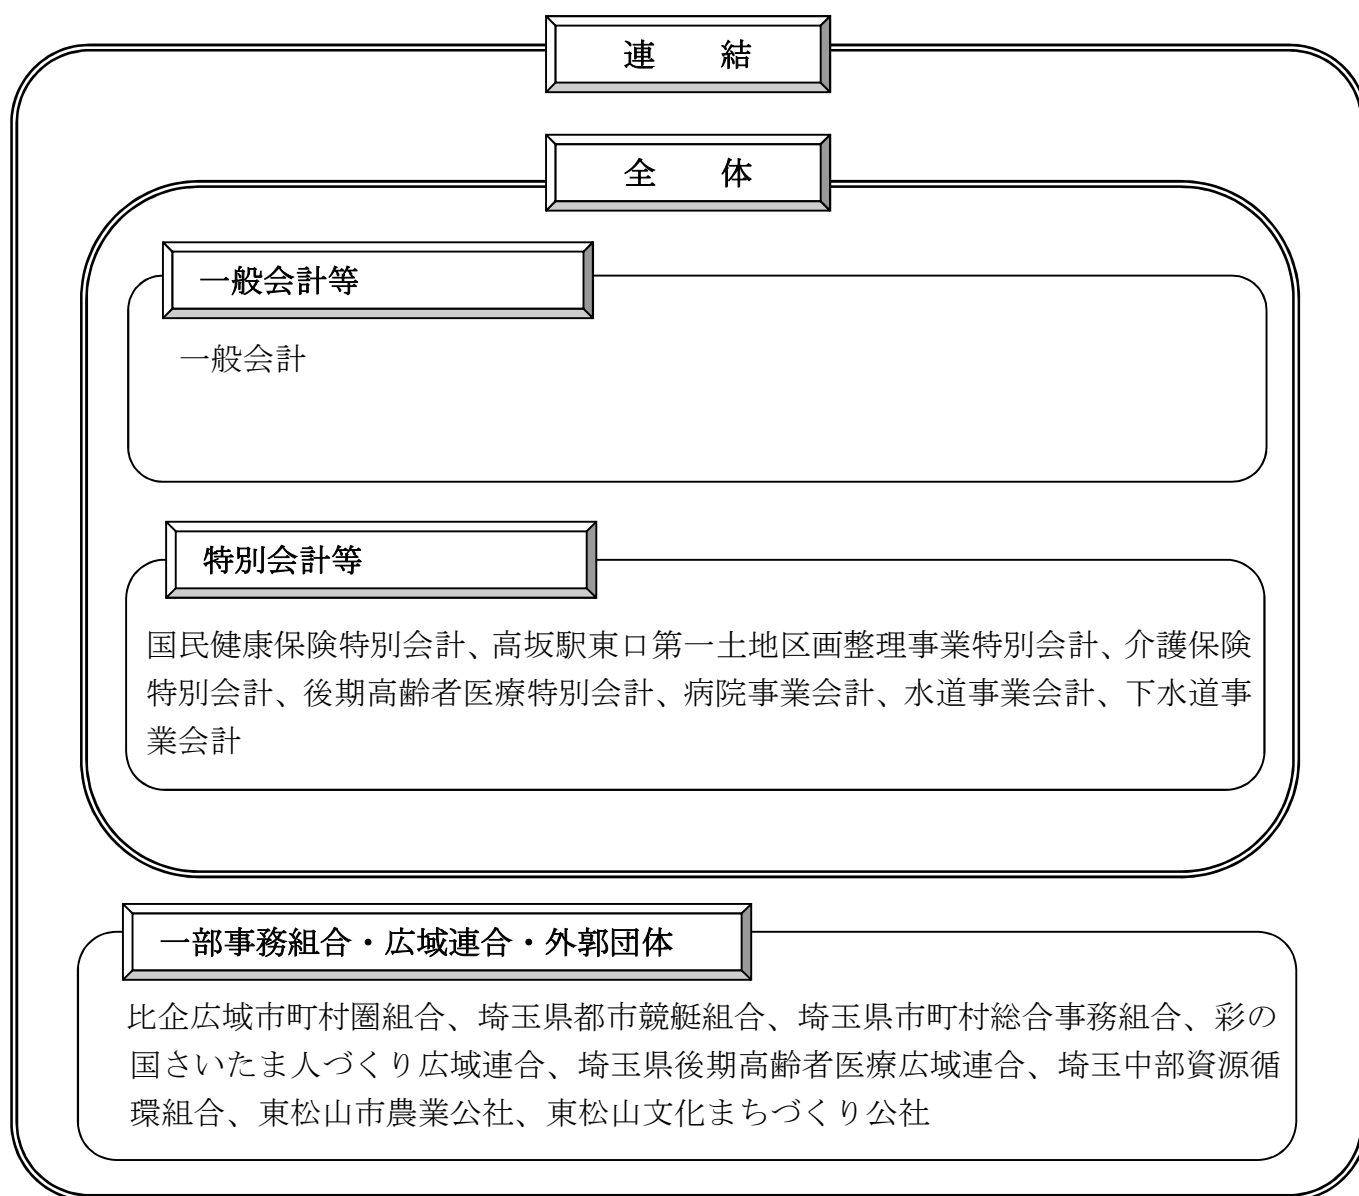 連　　結
全　　体
一般会計等
一般会計
特別会計等
国民健康保険特別会計、高坂駅東口第一土地区画整理事業特別会計、介護保険
特別会計、後期高齢者医療特別会計、病院事業会計、水道事業会計、下水道事
業会計
一部事務組合・広域連合・外郭団体
比企広域市町村圏組合、埼玉県都市競艇組合、埼玉県市町村総合事務組合、彩の
国さいたま人づくり広域連合、埼玉県後期高齢者医療広域連合、埼玉中部資源循
環組合、東松山市農業公社、東松山文化まちづくり公社